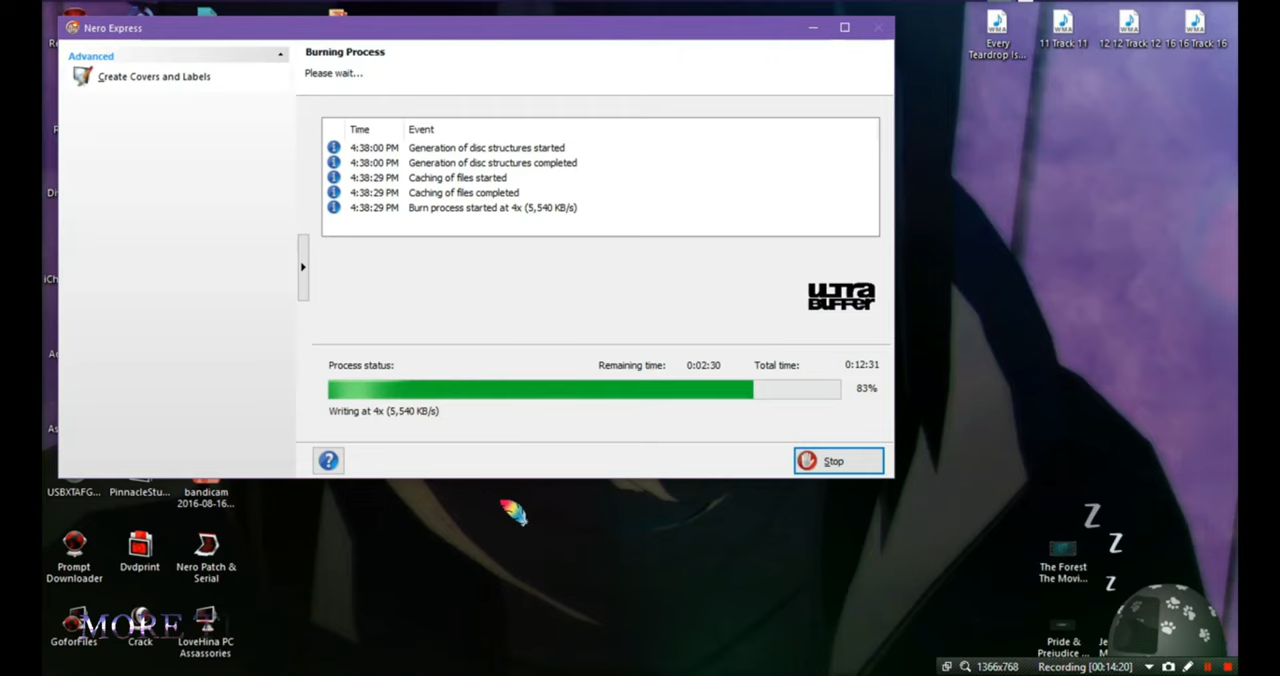 Nero Express
Advanced
Create Covers and Labels
Burning Process
Please wait...
Time Event
4:38:00 PM Generation of disc structures started
4:38:00 PM Generation of disc structures completed
4:38:29 PM Caching of files started
4:38:29 PM Caching of files completed
4:38:29 PM Burn process started at 4x (5,540 KB/s)
ULTRA
BUFFER
Process status: Remaining time: 0:02:30 Total time: 0:12:31
83%
Writing at 4x (5,540 KB/s)
Stop
Every
Teardrop Is...
11 Track 11
12 12 Track 12
16 16 Track 16
USBXTAFG...
PinnacleStu...
bandicam
2016-08-16...
Prompt
Downloader
Dvdprint
Nero Patch &
Serial
MORE
GoforFiles
Crack
LoveHina PC
Assassories
Z
Z
Z
The Forest
The Movi...
Pride &
Prejudice ...
1366x768
Recording [00:14:20]